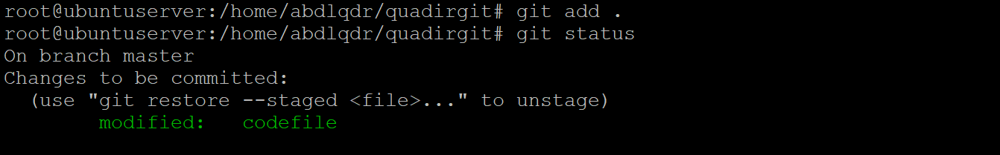 root@ubuntuserver:/home/abdlqdr/quadirgit# git add .
root@ubuntuserver:/home/abdlqdr/quadirgit# git status
On branch master
Changes to be committed:
  (use "git restore --staged <file>..." to unstage)
        modified:   codefile